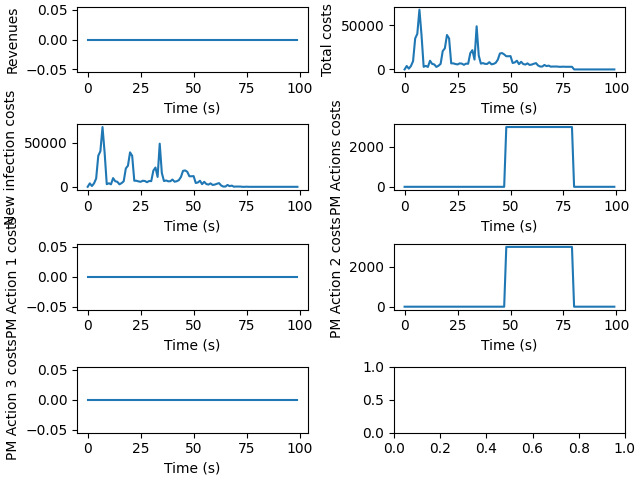 Revenues
0.05
0.00
−0.05
0 25 50 75 100
Time (s)
Total costs
50000
0
0 25 50 75 100
Time (s)
New infection costs
50000
0
0 25 50 75 100
Time (s)
PM Actions costs
2000
0
0 25 50 75 100
Time (s)
PM Action 1 costs
0.05
0.00
−0.05
0 25 50 75 100
Time (s)
PM Action 2 costs
2000
0
0 25 50 75 100
Time (s)
PM Action 3 costs
0.05
0.00
−0.05
0 25 50 75 100
Time (s)
1.0
0.5
0.0
0.0 0.2 0.4 0.6 0.8 1.0